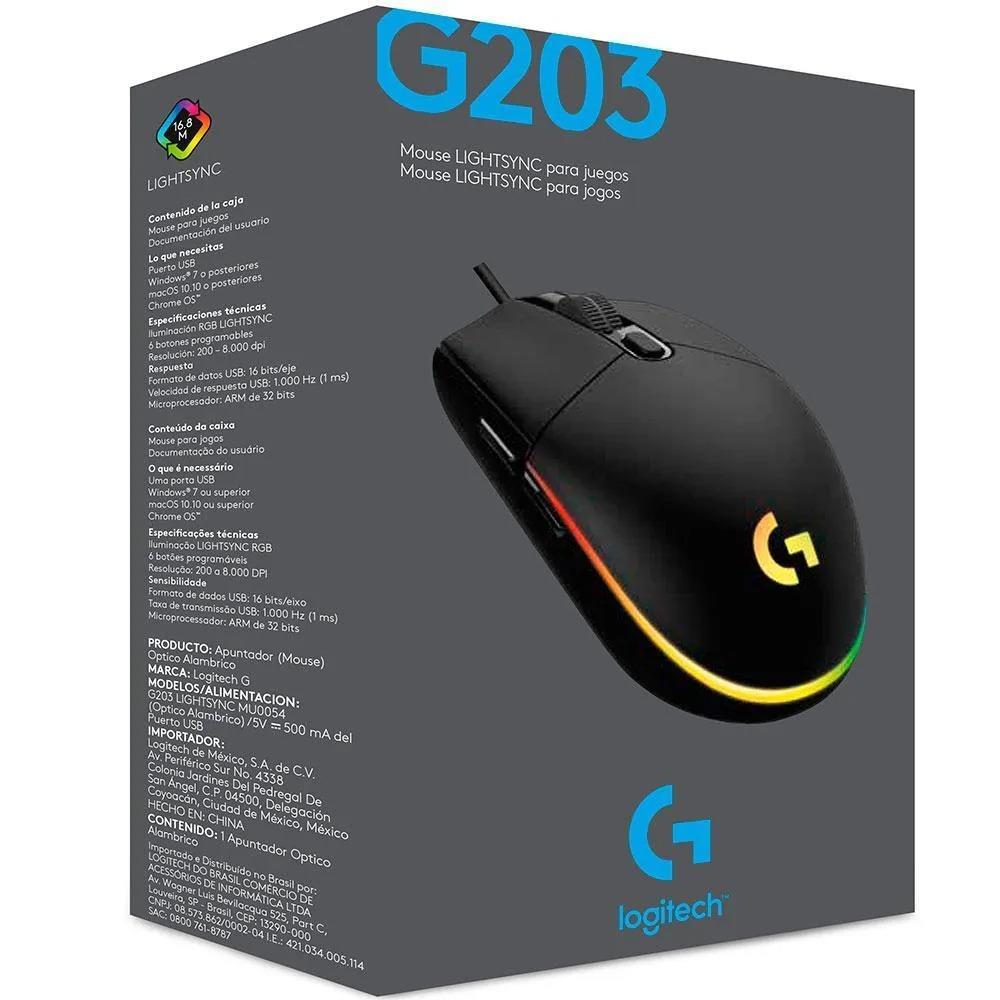 G203
Mouse LIGHTSYNC para juegos
Mouse LIGHTSYNC para jogos
16.8
M
LIGHTSYNC
Contenido de la caja
Mouse para juegos
Documentación del usuario
Lo que necesitas
Puerto USB
Windows® 7 o posteriores
macOS 10.10 o posteriores
Chrome OS™
Especificaciones técnicas
Iluminación RGB LIGHTSYNC
6 botones programables
Resolución: 200 – 8.000 dpi
Respuesta
Formato de datos USB: 16 bits/eje
Velocidad de respuesta USB: 1.000 Hz (1 ms)
Microprocesador: ARM de 32 bits
Conteúdo da caixa
Mouse para jogos
Documentação do usuário
O que é necessário
Uma porta USB
Windows® 7 ou superior
macOS 10.10 ou superior
Chrome OS™
Especificações técnicas
Iluminação LIGHTSYNC RGB
6 botões programáveis
Resolução: 200 a 8.000 DPI
Sensibilidade
Formato de dados USB: 16 bits/eixo
Taxa de transmissão USB: 1.000 Hz (1 ms)
Microprocessador: ARM de 32 bits
PRODUCTO: Apuntador (Mouse)
Optico Alambrico
MARCA: Logitech G
MODELOS/ALIMENTACION:
G203 LIGHTSYNC MU0054
(Optico Alambrico) /5V ⎓ 500 mA del
Puerto USB
IMPORTADOR:
Logitech de México, S.A. de C.V.
Av. Periférico Sur No. 4338
Colonia Jardines Del Pedregal De
San Ángel, C.P. 04500, Delegación
Coyoacán, Ciudad de México, México
HECHO EN: CHINA
CONTENIDO: 1 Apuntador Optico
Alambrico
Importado e Distribuído no Brasil por:
LOGITECH DO BRASIL COMÉRCIO DE
ACESSÓRIOS DE INFORMÁTICA LTDA
Av. Wagner Luis Bevilacqua 525, Part C,
Louveira, SP - Brasil, CEP: 13290-000
CNPJ: 08.573.862/0002-04 I.E.: 421.034.005.114
SAC: 0800 761-8787
logitech™